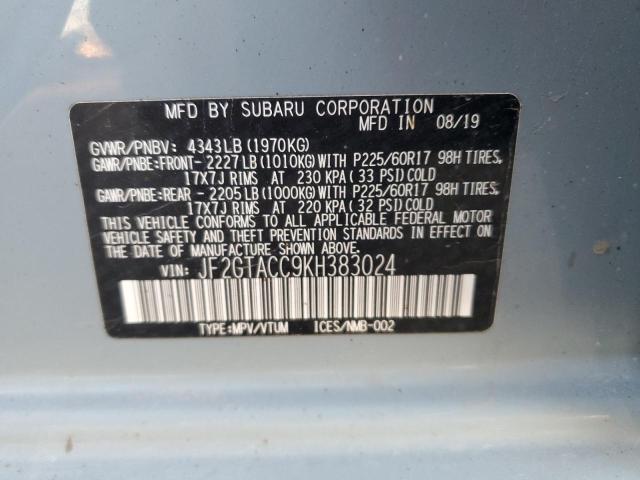 MFD BY SUBARU CORPORATION
MFD IN 08/19
GVWR/PNBV: 4343LB (1970KG)
GAWR/PNBE:FRONT- 2227LB (1010KG) WITH P225/60R17 98H TIRES,
17X7J RIMS AT 230 KPA (33 PSI) COLD
GAWR/PNBE:REAR - 2205LB (1000KG) WITH P225/60R17 98H TIRES,
17X7J RIMS AT 220 KPA (32 PSI) COLD
THIS VEHICLE CONFORMS TO ALL APPLICABLE FEDERAL MOTOR
VEHICLE SAFETY AND THEFT PREVENTION STANDARDS IN EFFECT ON
THE DATE OF MANUFACTURE SHOWN ABOVE.
VIN: JF2GTACC9KH383024
TYPE:MPV/VTUM ICES/NMB-002